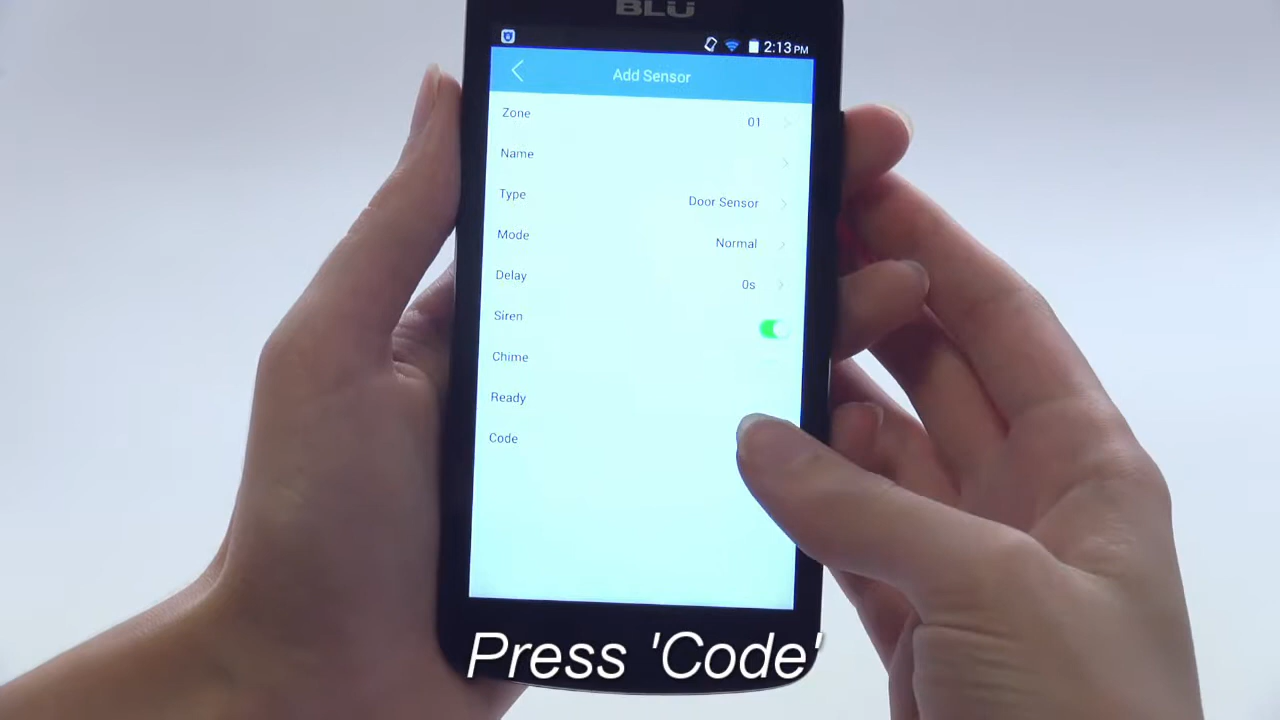 BLU
2:13 PM
Add Sensor
Zone 01
Name
Type Door Sensor
Mode Normal
Delay 0s
Siren
Chime
Ready
Code
Press 'Code'